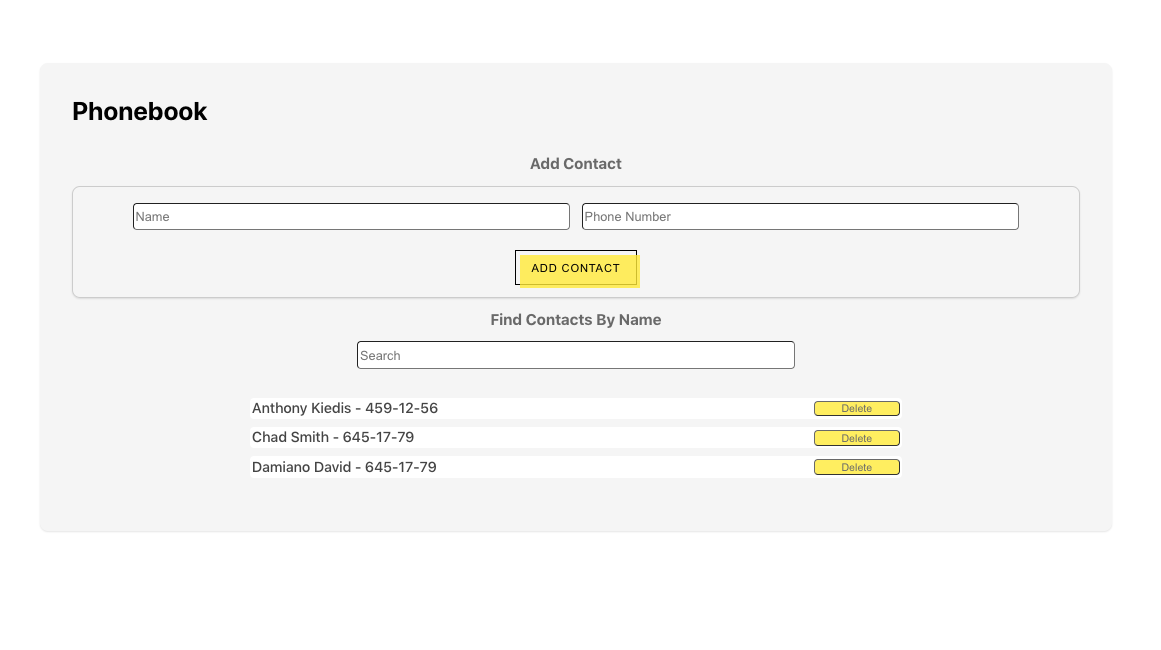 Phonebook
Add Contact
Name Phone Number
ADD CONTACT
Find Contacts By Name
Search
Anthony Kiedis - 459-12-56 Delete
Chad Smith - 645-17-79 Delete
Damiano David - 645-17-79 Delete